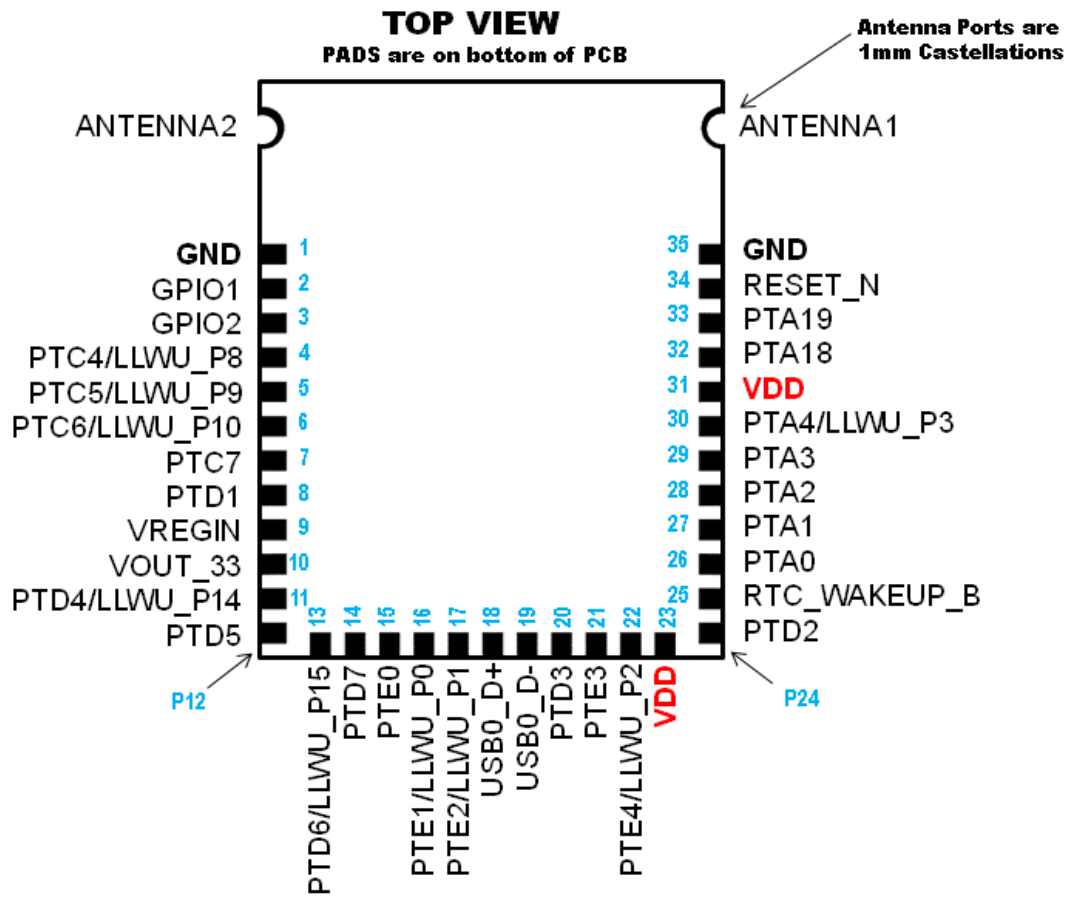 TOP VIEW
PADS are on bottom of PCB
Antenna Ports are
1mm Castellations
ANTENNA2
ANTENNA1
GND 1
GPIO1 2
GPIO2 3
PTC4/LLWU_P8 4
PTC5/LLWU_P9 5
PTC6/LLWU_P10 6
PTC7 7
PTD1 8
VREGIN 9
VOUT_33 10
PTD4/LLWU_P14 11
PTD5
P12
13 PTD6/LLWU_P15
14 PTD7
15 PTE0
16 PTE1/LLWU_P0
17 PTE2/LLWU_P1
18 USB0_D+
19 USB0_D-
20 PTD3
21 PTE3
22 PTE4/LLWU_P2
23 VDD
35 GND
34 RESET_N
33 PTA19
32 PTA18
31 VDD
30 PTA4/LLWU_P3
29 PTA3
28 PTA2
27 PTA1
26 PTA0
25 RTC_WAKEUP_B
PTD2
P24